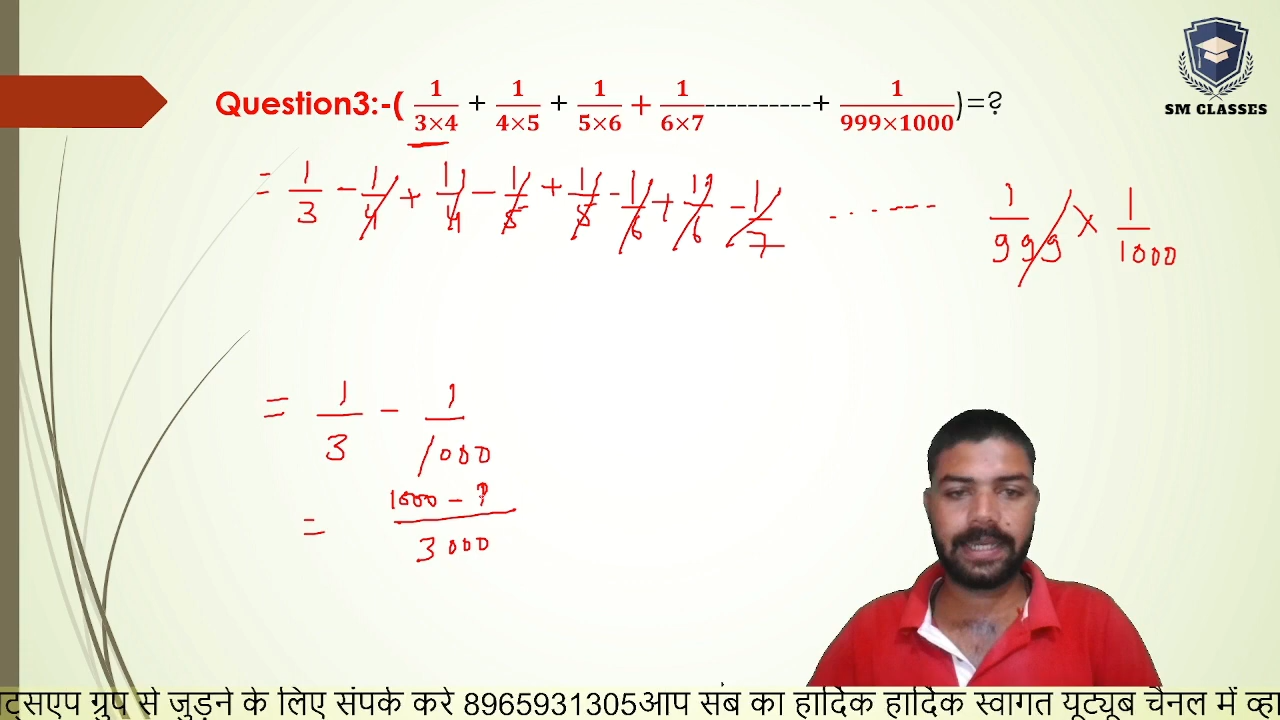 Question3:-( 1/3×4 + 1/4×5 + 1/5×6 + 1/6×7----------+ 1/999×1000)=?
SM CLASSES
= 1/3 - 1/4 + 1/4 - 1/5 + 1/5 - 1/6 + 1/6 - 1/7 ....... 1/999 × 1/1000
= 1/3 - 1/1000
= 1000 - ?/3000
ट्सएप ग्रुप से जुड़ने के लिए संपर्क करे 8965931305आप सब का हार्दिक हार्दिक स्वागत यूट्यूब चैनल में व्हा